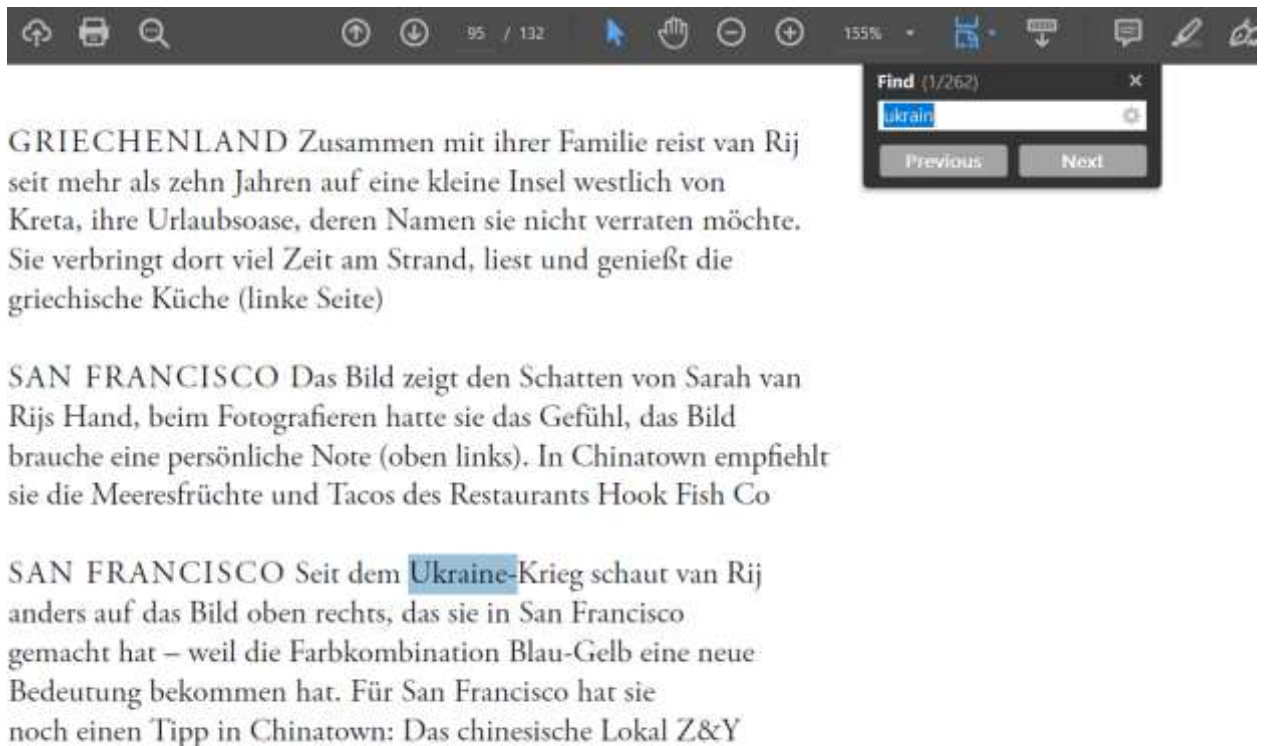 95 / 132
155%
Find (1/262)
ukrain
Previous Next
GRIECHENLAND Zusammen mit ihrer Familie reist van Rij
seit mehr als zehn Jahren auf eine kleine Insel westlich von
Kreta, ihre Urlaubsoase, deren Namen sie nicht verraten möchte.
Sie verbringt dort viel Zeit am Strand, liest und genießt die
griechische Küche (linke Seite)
SAN FRANCISCO Das Bild zeigt den Schatten von Sarah van
Rijs Hand, beim Fotografieren hatte sie das Gefühl, das Bild
brauche eine persönliche Note (oben links). In Chinatown empfiehlt
sie die Meeresfrüchte und Tacos des Restaurants Hook Fish Co
SAN FRANCISCO Seit dem Ukraine-Krieg schaut van Rij
anders auf das Bild oben rechts, das sie in San Francisco
gemacht hat – weil die Farbkombination Blau-Gelb eine neue
Bedeutung bekommen hat. Für San Francisco hat sie
noch einen Tipp in Chinatown: Das chinesische Lokal Z&Y